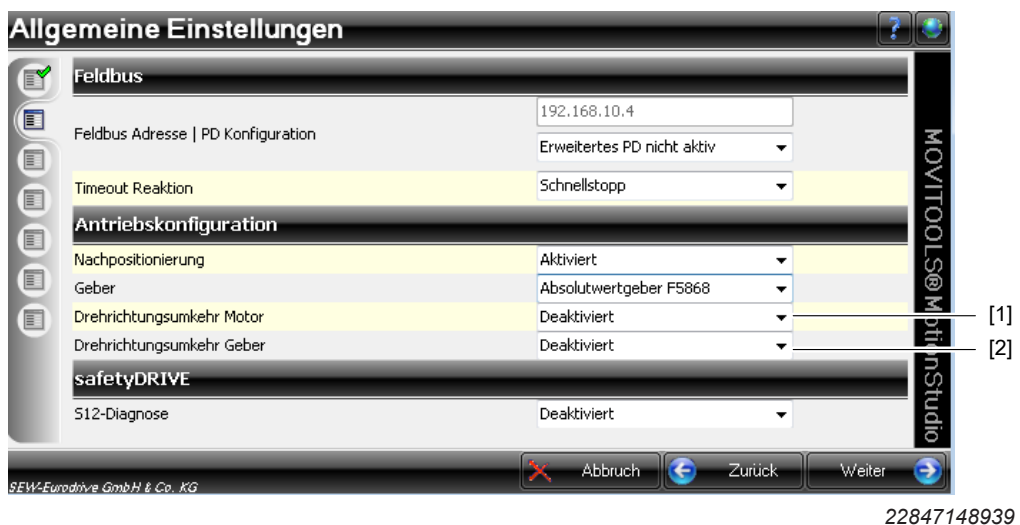 Allgemeine Einstellungen
?
Feldbus
192.168.10.4
Feldbus Adresse | PD Konfiguration
Erweitertes PD nicht aktiv
Timeout Reaktion
Schnellstopp
Antriebskonfiguration
Nachpositionierung
Aktiviert
Geber
Absolutwertgeber F5868
Drehrichtungsumkehr Motor
Deaktiviert
[1]
Drehrichtungsumkehr Geber
Deaktiviert
[2]
safetyDRIVE
S12-Diagnose
Deaktiviert
MOVITOOLS® MotionStudio
Abbruch
Zurück
Weiter
SEW-Eurodrive GmbH & Co. KG
22847148939